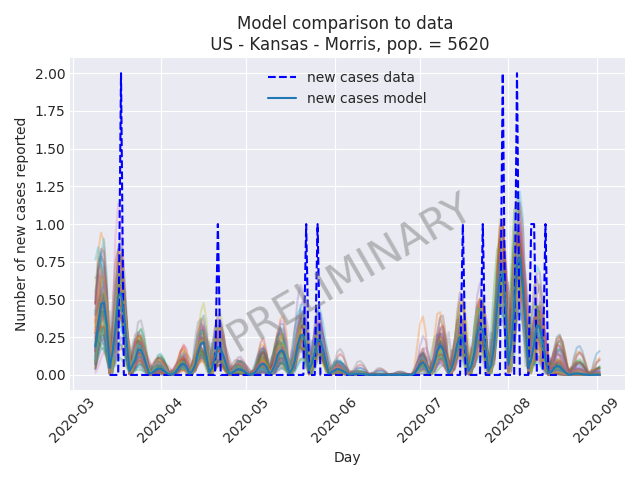 Model comparison to data
US - Kansas - Morris, pop. = 5620
new cases data
new cases model
Number of new cases reported
2.00
1.75
1.50
1.25
1.00
0.75
0.50
0.25
0.00
PRELIMINARY
2020-03
2020-04
2020-05
2020-06
2020-07
2020-08
2020-09
Day